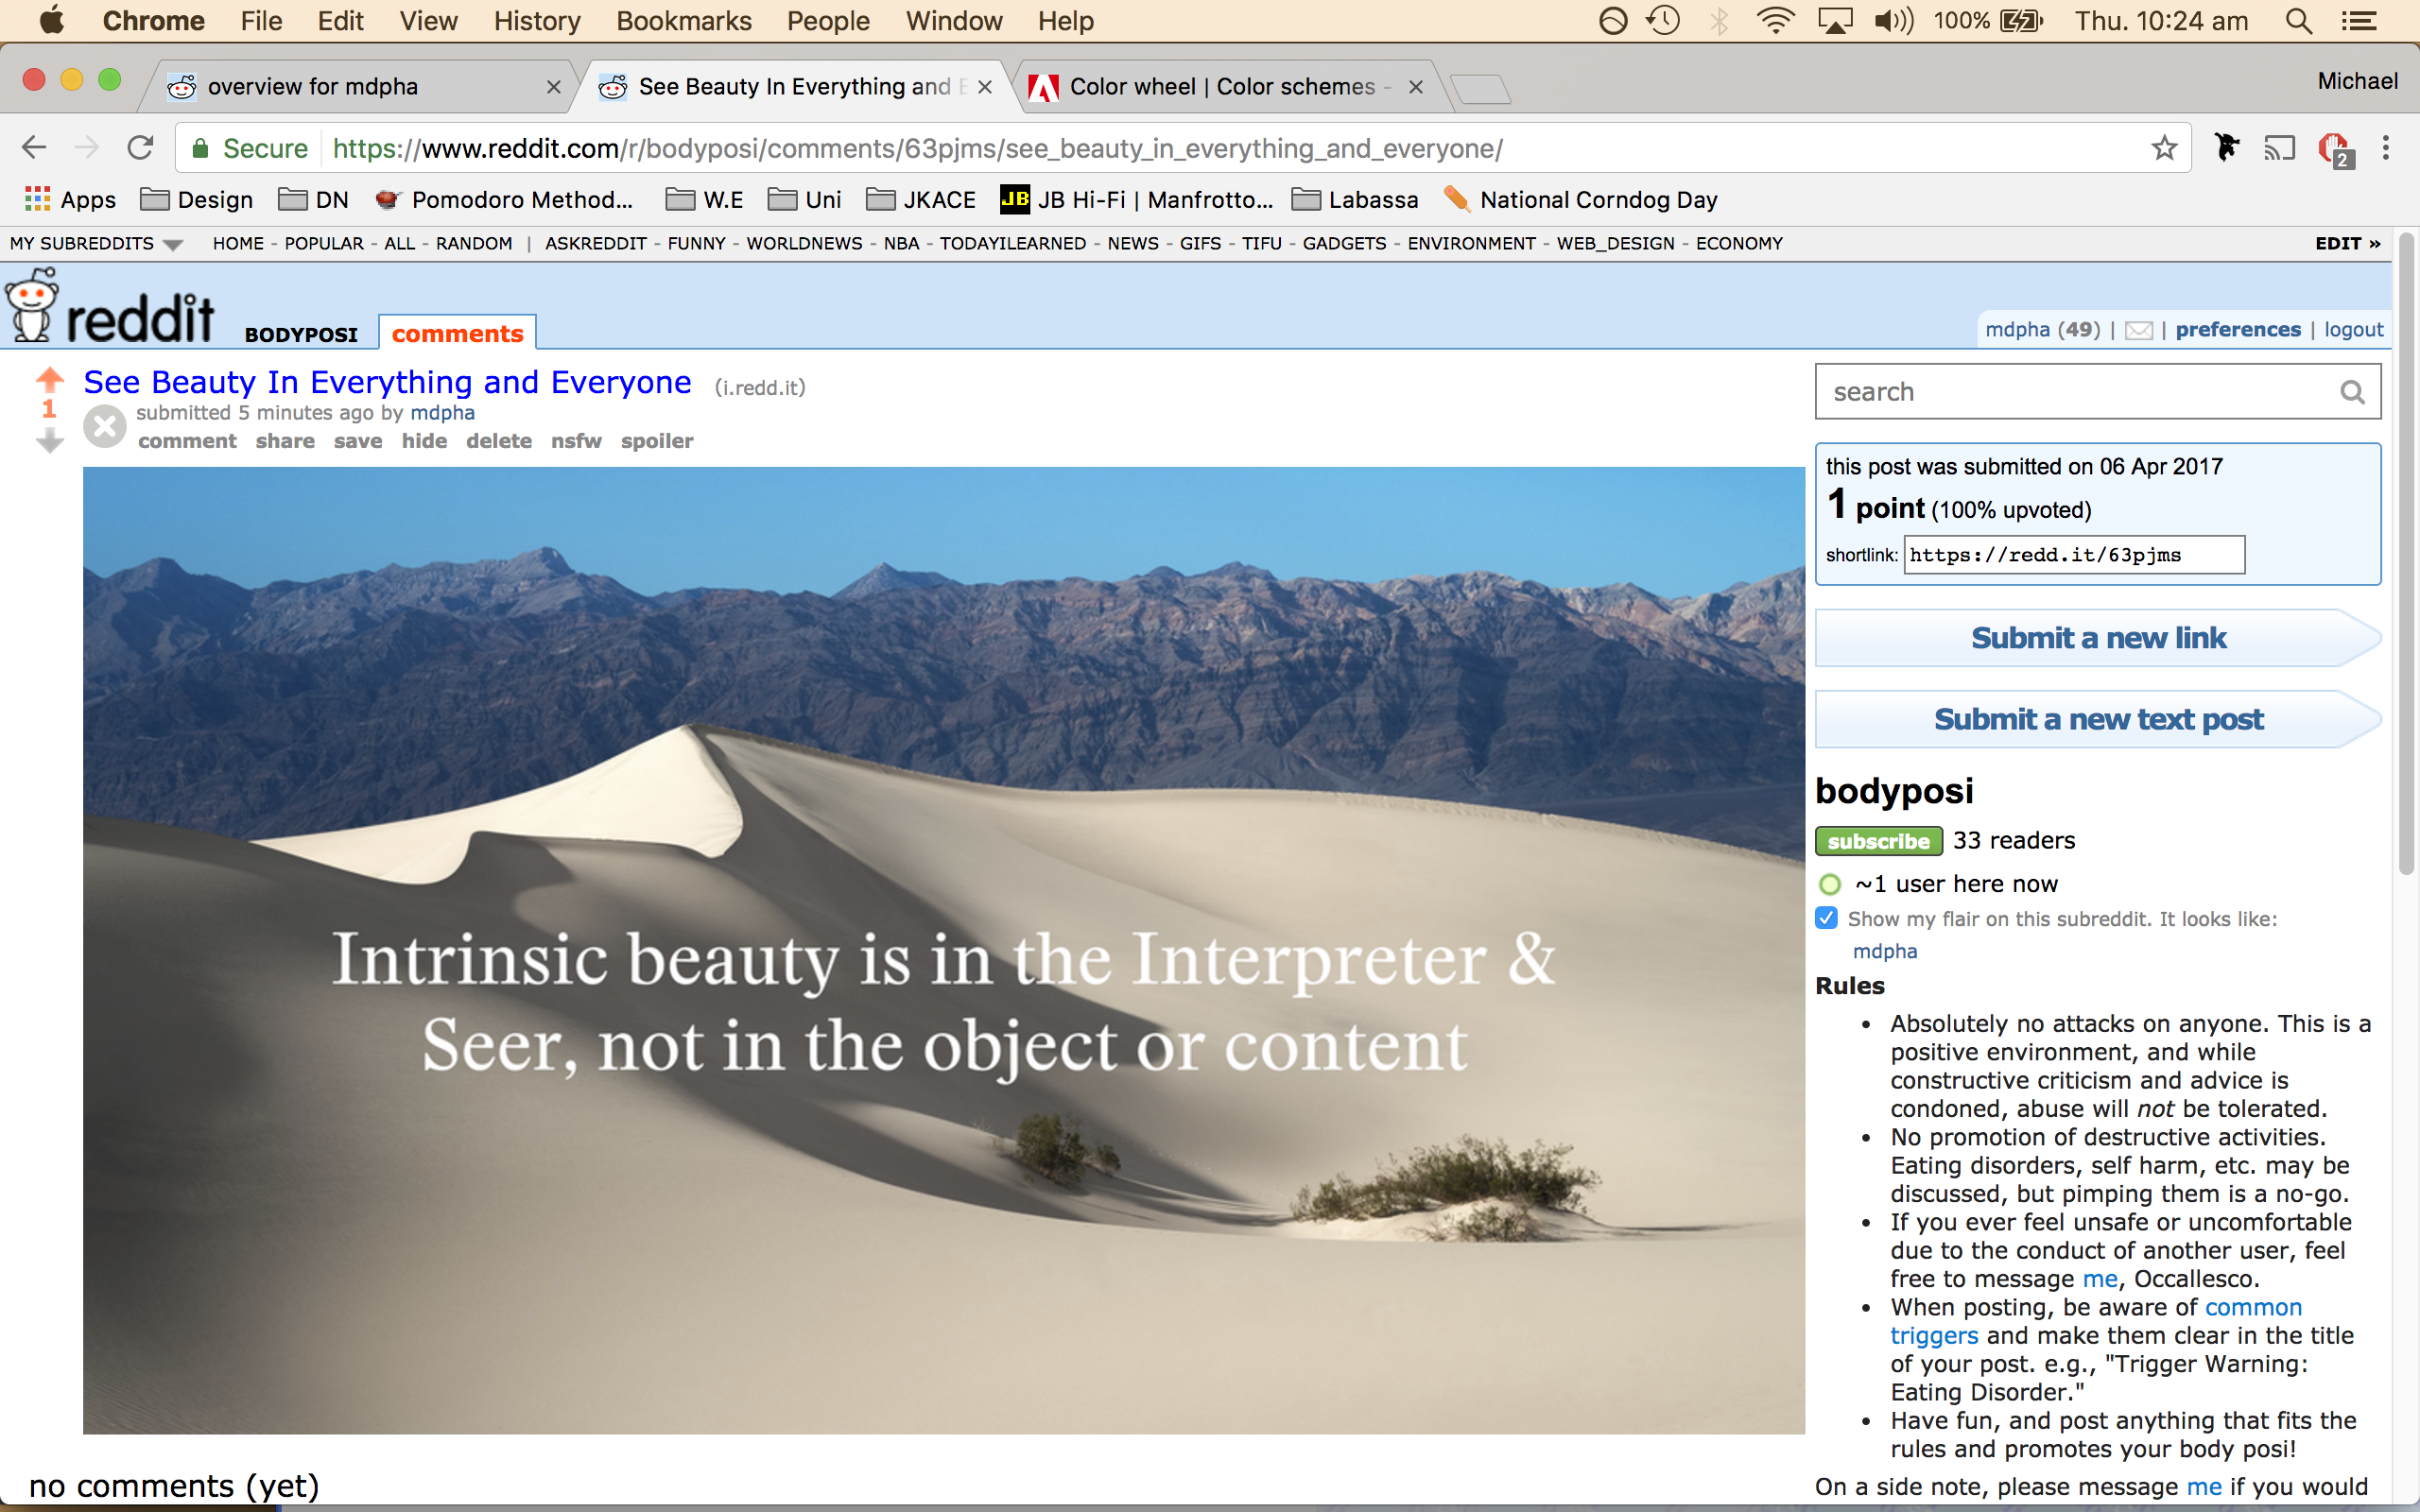 Chrome File Edit View History Bookmarks People Window Help 100% Thu. 10:24 am
overview for mdpha See Beauty In Everything and Color wheel | Color schemes - Michael
Secure https://www.reddit.com/r/bodyposi/comments/63pjms/see_beauty_in_everything_and_everyone/ 2
Apps Design DN Pomodoro Method... W.E Uni JKACE JB JB Hi-Fi | Manfrotto... Labassa National Corndog Day
MY SUBREDDITS HOME - POPULAR - ALL - RANDOM | ASKREDDIT - FUNNY - WORLDNEWS - NBA - TODAYILEARNED - NEWS - GIFS - TIFU - GADGETS - ENVIRONMENT - WEB_DESIGN - ECONOMY EDIT »
reddit BODYPOSI comments mdpha (49) | preferences | logout
1
See Beauty In Everything and Everyone (i.redd.it)
submitted 5 minutes ago by mdpha
comment share save hide delete nsfw spoiler
Intrinsic beauty is in the Interpreter &
Seer, not in the object or content
no comments (yet)
search
this post was submitted on 06 Apr 2017
1 point (100% upvoted)
shortlink: https://redd.it/63pjms
Submit a new link
Submit a new text post
bodyposi
subscribe 33 readers
~1 user here now
Show my flair on this subreddit. It looks like:
mdpha
Rules
• Absolutely no attacks on anyone. This is a
positive environment, and while
constructive criticism and advice is
condoned, abuse will not be tolerated.
• No promotion of destructive activities.
Eating disorders, self harm, etc. may be
discussed, but pimping them is a no-go.
• If you ever feel unsafe or uncomfortable
due to the conduct of another user, feel
free to message me, Occallesco.
• When posting, be aware of common
triggers and make them clear in the title
of your post. e.g., "Trigger Warning:
Eating Disorder."
• Have fun, and post anything that fits the
rules and promotes your body posi!
On a side note, please message me if you would